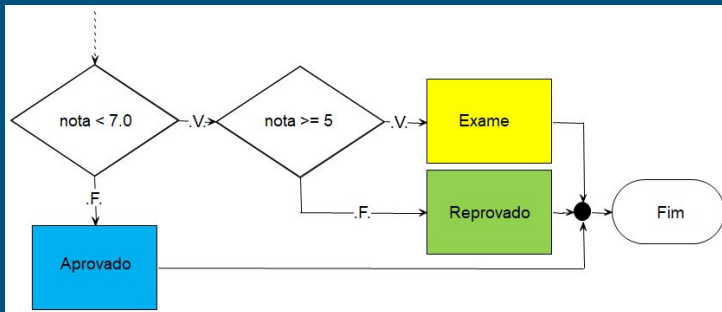 nota < 7.0
.V.
nota >= 5
.V.
Exame
.F.
Aprovado
.F.
Reprovado
Fim